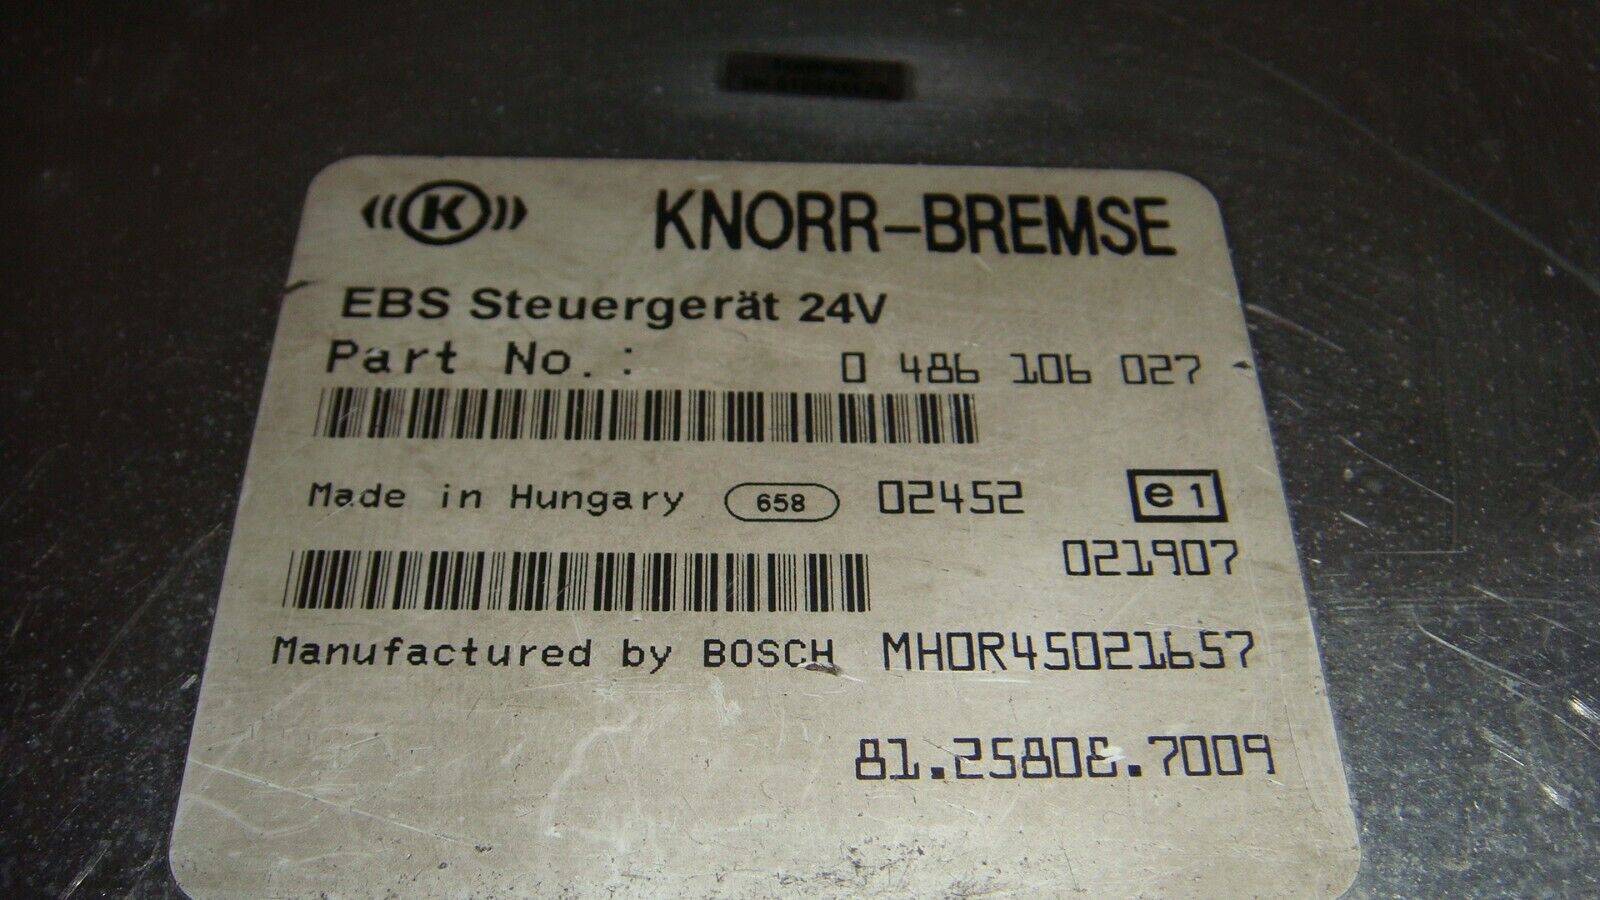 K KNORR-BREMSE
EBS Steuergerät 24V
Part No.: 0 486 106 027
Made in Hungary 658 02452 e1
021907
Manufactured by BOSCH MHOR45021657
81.25808.7009